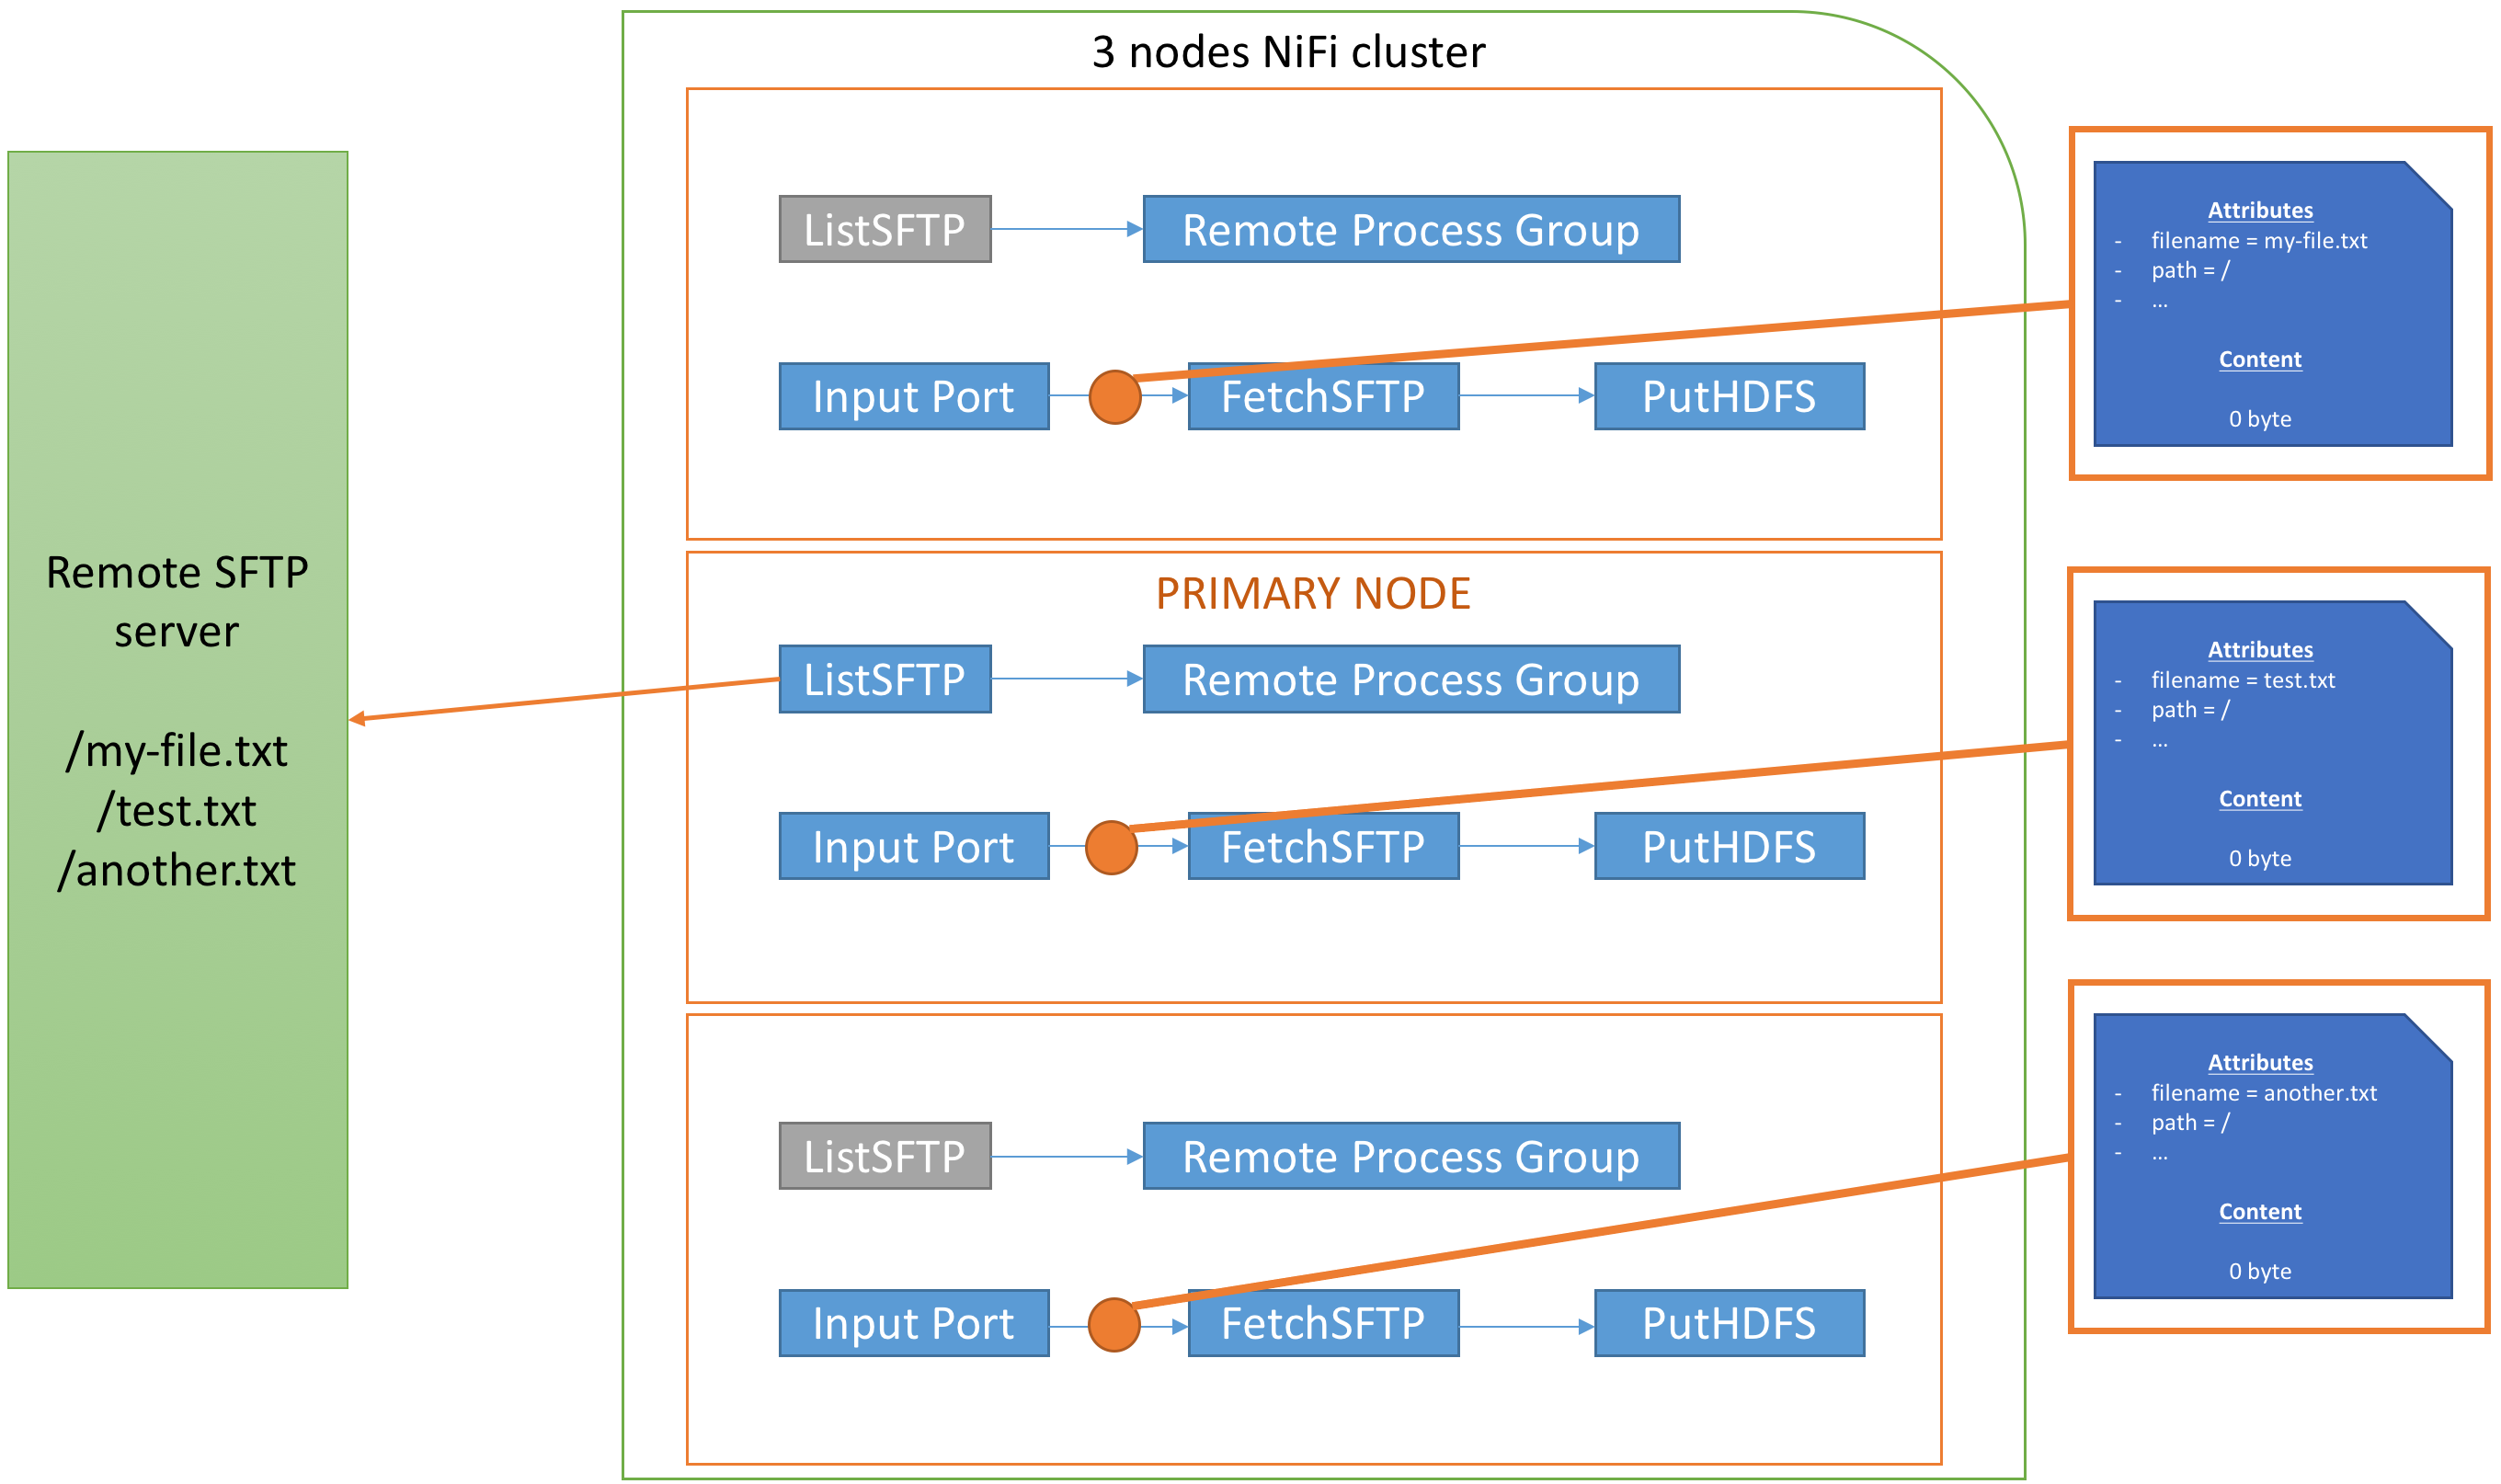 3 nodes NiFi cluster
Remote SFTP
server
/my-file.txt
/test.txt
/another.txt
ListSFTP
Remote Process Group
Input Port
FetchSFTP
PutHDFS
Attributes
- filename = my-file.txt
- path = /
- ...
Content
0 byte
PRIMARY NODE
ListSFTP
Remote Process Group
Input Port
FetchSFTP
PutHDFS
Attributes
- filename = test.txt
- path = /
- ...
Content
0 byte
ListSFTP
Remote Process Group
Input Port
FetchSFTP
PutHDFS
Attributes
- filename = another.txt
- path = /
- ...
Content
0 byte